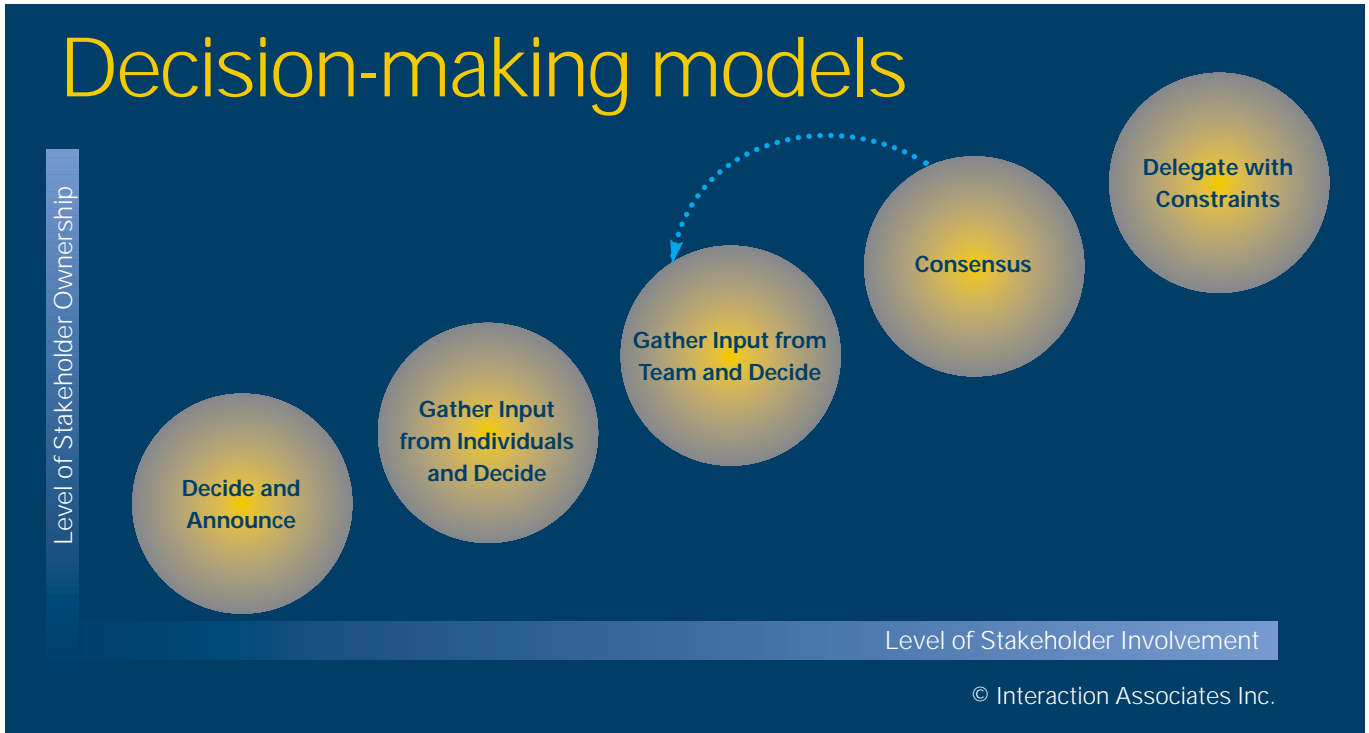 Decision-making models
Level of Stakeholder Ownership
Delegate with
Constraints
Consensus
Gather Input from
Team and Decide
Gather Input
from Individuals
and Decide
Decide and
Announce
Level of Stakeholder Involvement
© Interaction Associates Inc.